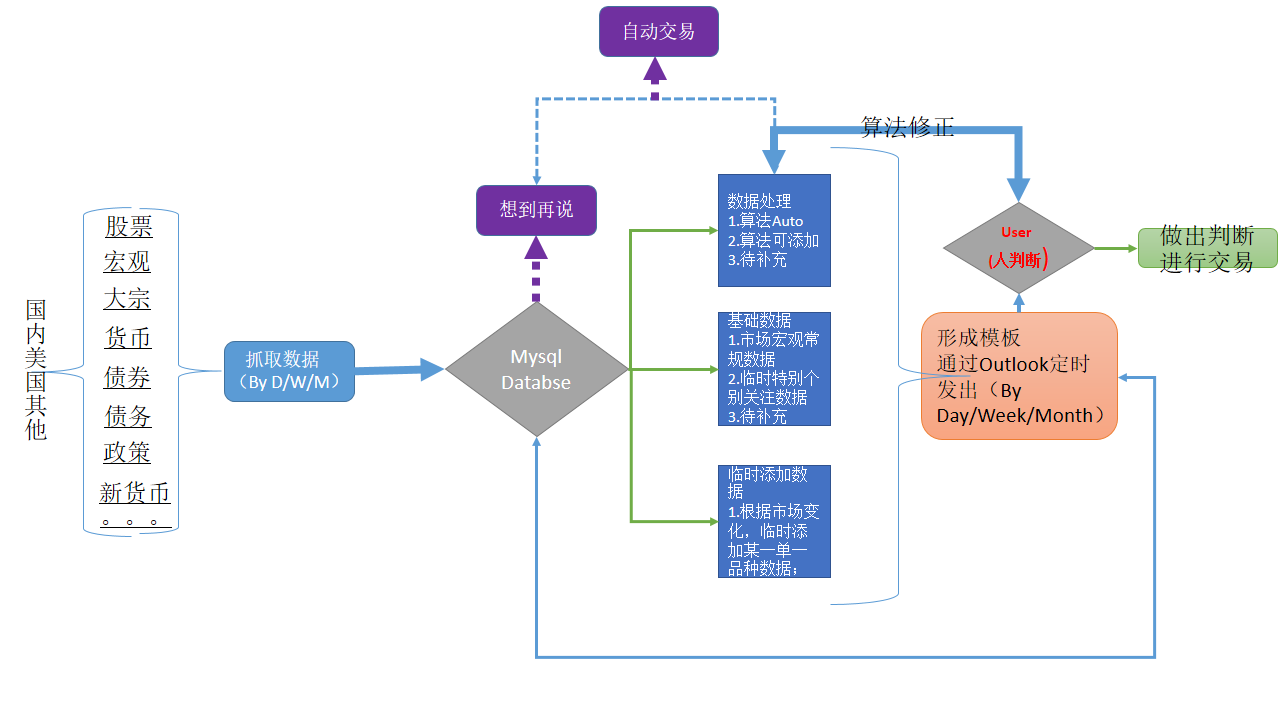 自动交易
算法修正
想到再说
数据处理
1.算法Auto
2.算法可添加
3.待补充
User
(人判断)
做出判断
进行交易
国内美国其他
股票
宏观
大宗
货币
债券
债务
政策
新货币
。。。
抓取数据
（By D/W/M）
Mysql
Databse
基础数据
1.市场宏观常
规数据
2.临时特别个
别关注数据
3.待补充
形成模板
通过Outlook定时
发出（By
Day/Week/Month）
临时添加数
据
1.根据市场变
化，临时添
加某一单一
品种数据；